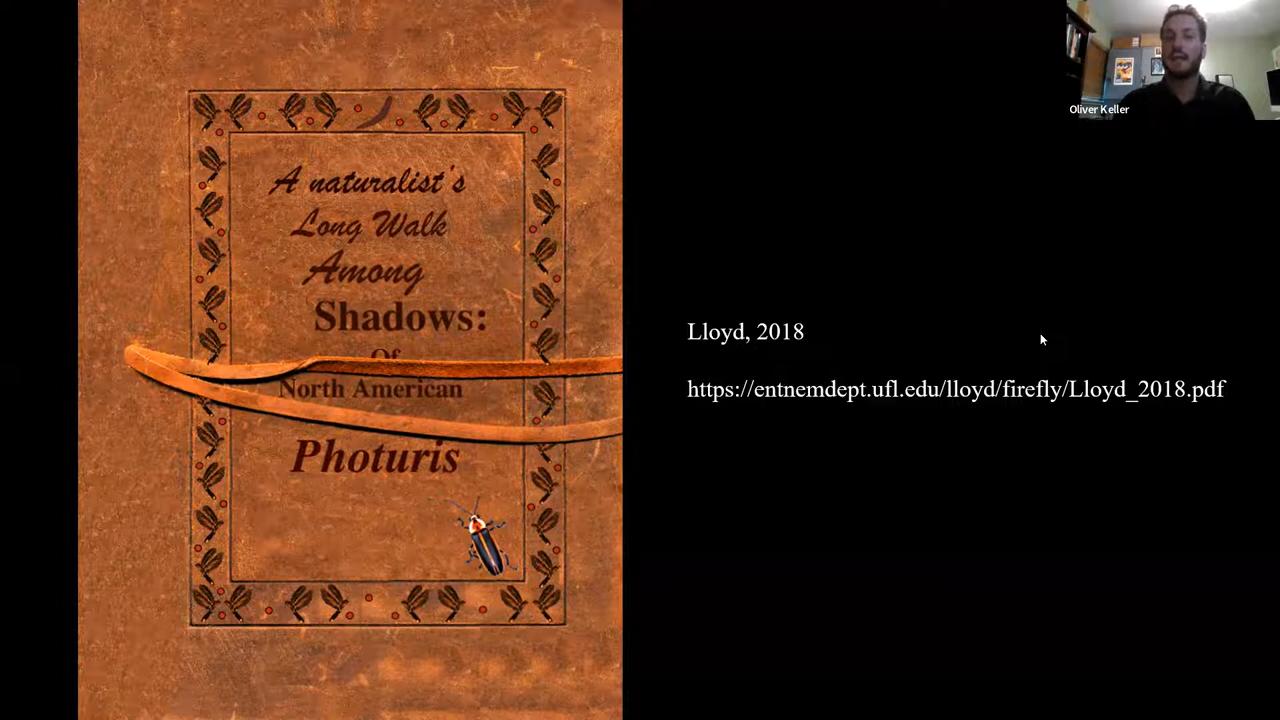 A naturalist's
Long Walk
Among
Shadows:
Of
North American
Photuris
Lloyd, 2018
https://entnemdept.ufl.edu/lloyd/firefly/Lloyd_2018.pdf
Oliver Keller